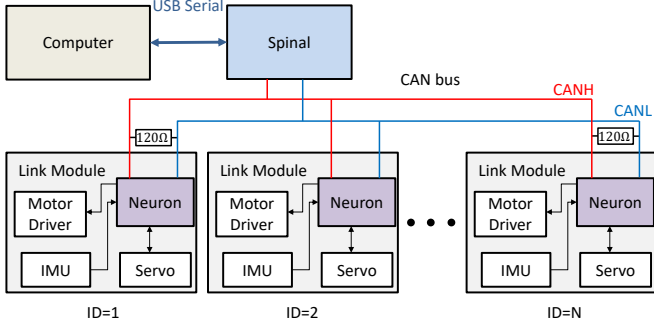 USB Serial
Computer
Spinal
CAN bus
CANH
CANL
120Ω
120Ω
Link Module
Motor
Driver
Neuron
IMU
Servo
Link Module
Motor
Driver
Neuron
IMU
Servo
Link Module
Motor
Driver
Neuron
IMU
Servo
ID=1
ID=2
ID=N